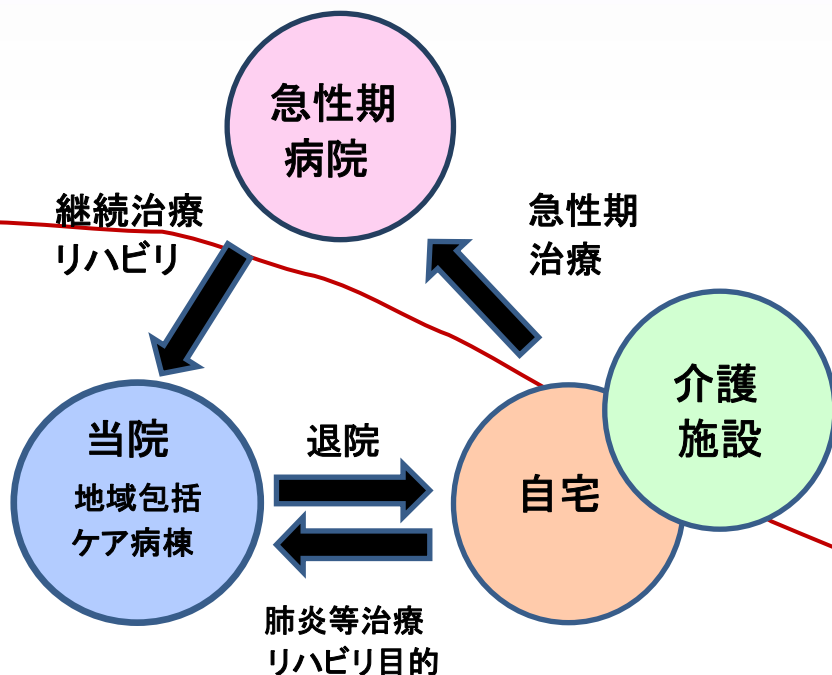 急性期
病院
継続治療
リハビリ
急性期
治療
介護
施設
当院
地域包括
ケア病棟
退院
自宅
肺炎等治療
リハビリ目的